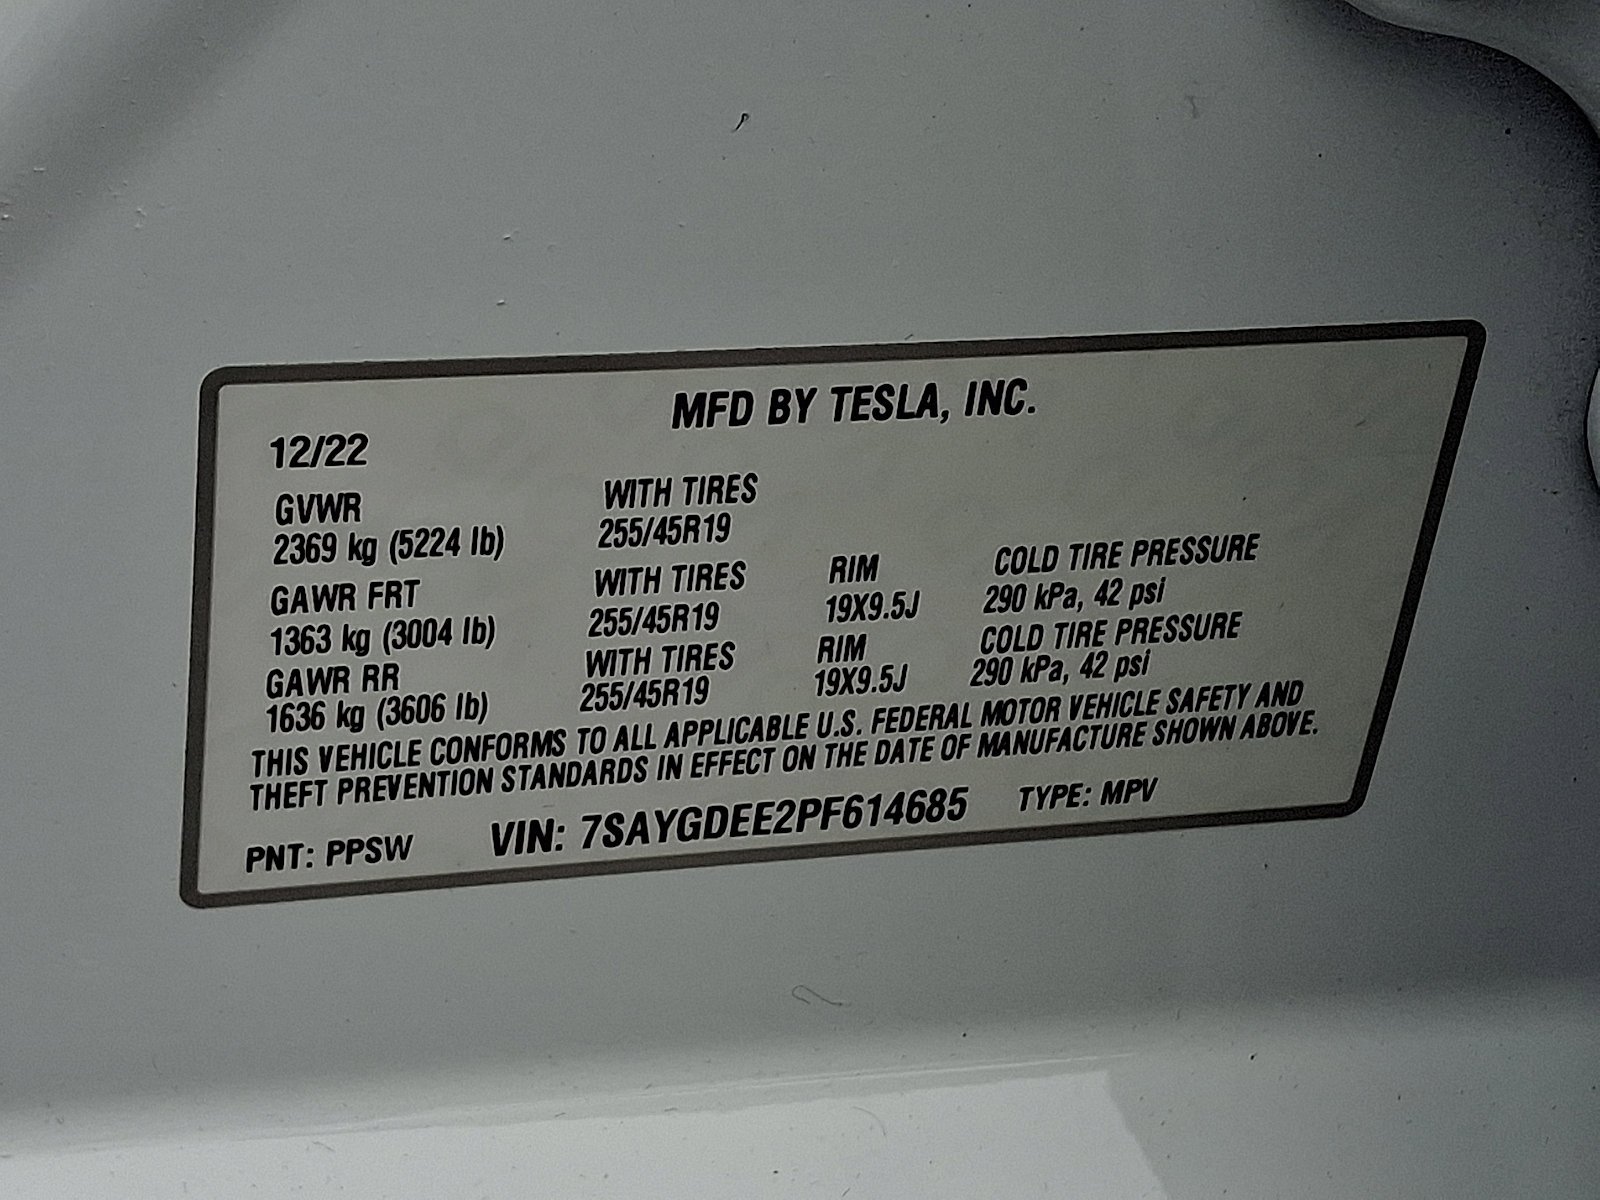 MFD BY TESLA, INC.
12/22
GVWR WITH TIRES
2369 kg (5224 lb) 255/45R19
GAWR FRT WITH TIRES RIM COLD TIRE PRESSURE
1363 kg (3004 lb) 255/45R19 19X9.5J 290 kPa, 42 psi
GAWR RR WITH TIRES RIM COLD TIRE PRESSURE
1636 kg (3606 lb) 255/45R19 19X9.5J 290 kPa, 42 psi
THIS VEHICLE CONFORMS TO ALL APPLICABLE U.S. FEDERAL MOTOR VEHICLE SAFETY AND
THEFT PREVENTION STANDARDS IN EFFECT ON THE DATE OF MANUFACTURE SHOWN ABOVE.
PNT: PPSW VIN: 7SAYGDEE2PF614685 TYPE: MPV